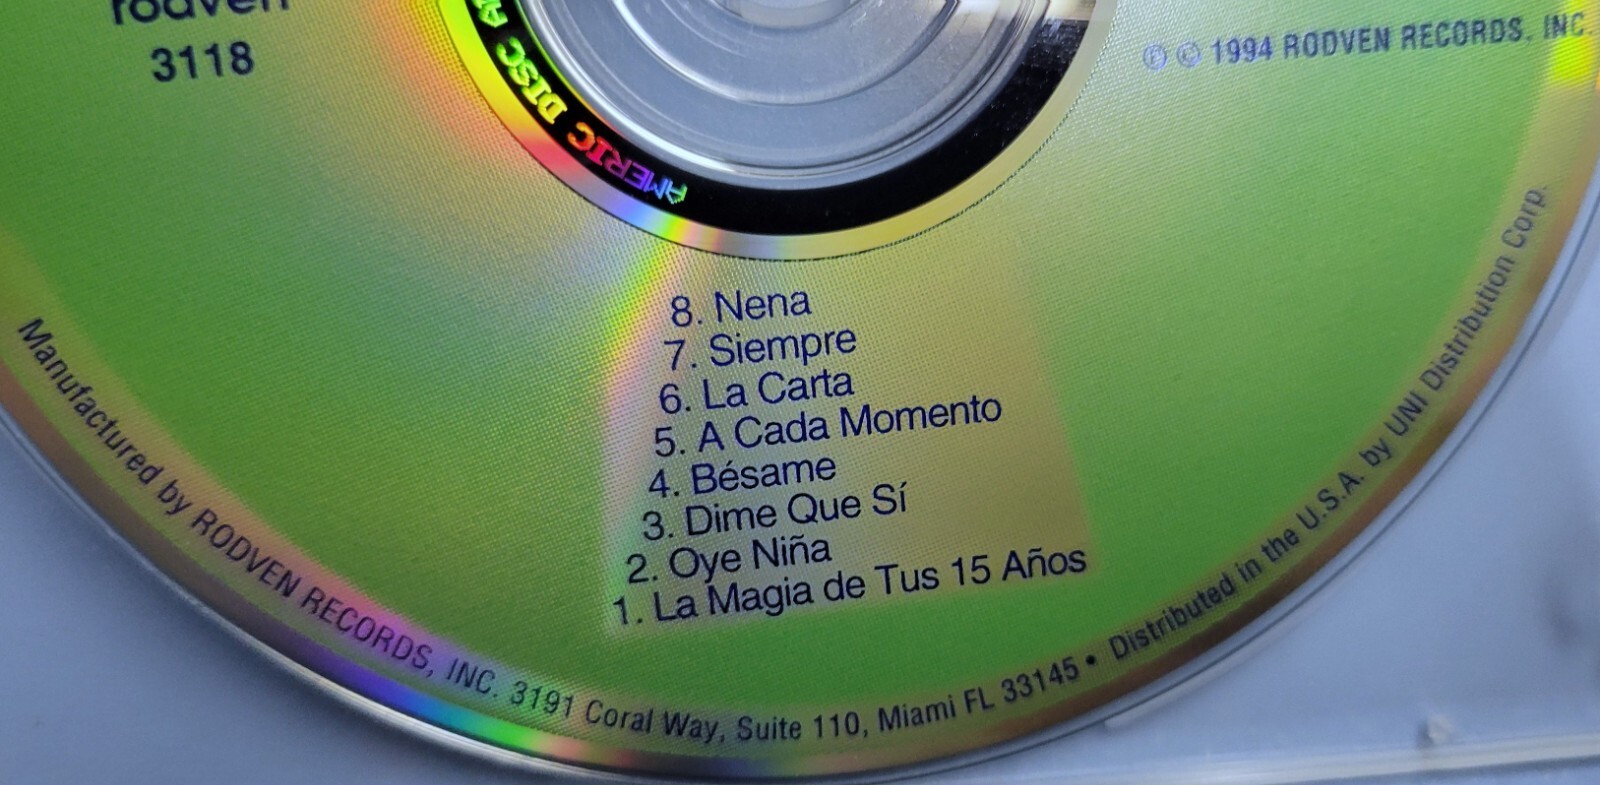 rodven
3118
AMERIC DISC A
℗ © 1994 RODVEN RECORDS, INC.
8. Nena
7. Siempre
6. La Carta
5. A Cada Momento
4. Bésame
3. Dime Que Sí
2. Oye Niña
1. La Magia de Tus 15 Años
Manufactured by RODVEN RECORDS, INC. 3191 Coral Way, Suite 110, Miami FL 33145 • Distributed in the U.S.A. by UNI Distribution Corp.